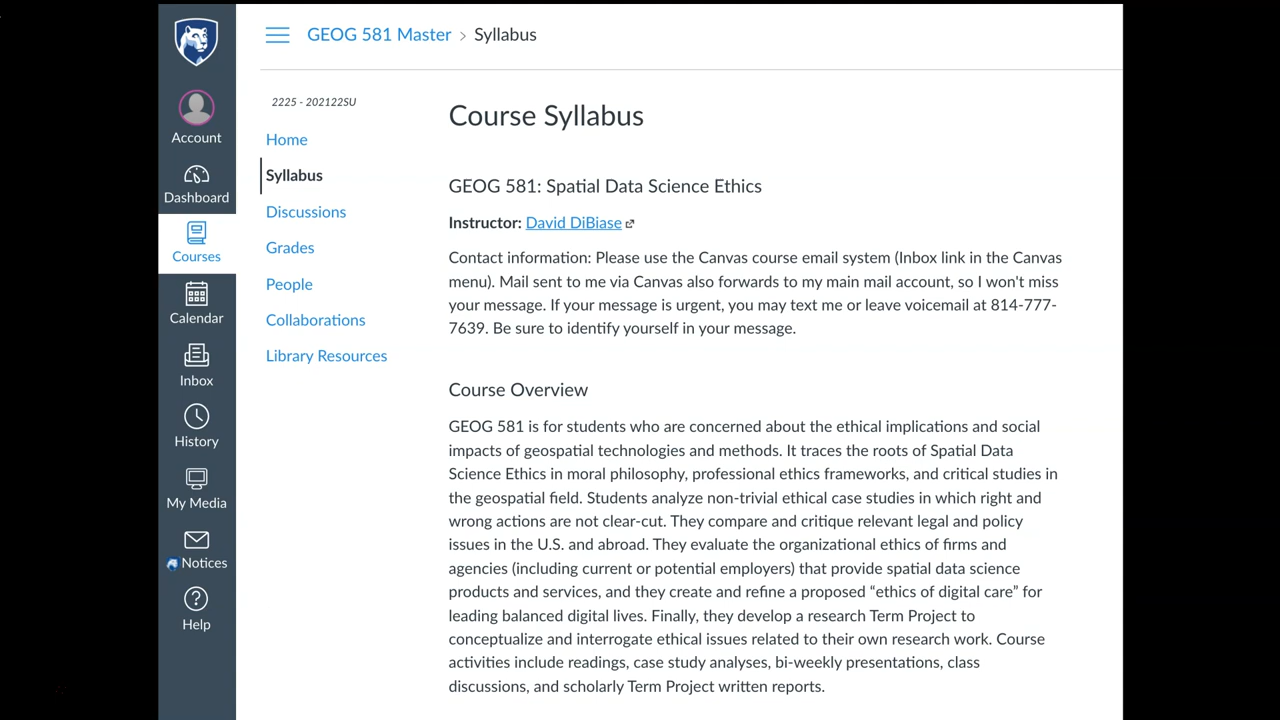 GEOG 581 Master > Syllabus
Account
Dashboard
Courses
Calendar
Inbox
History
My Media
Notices
Help
2225 - 202122SU
Home
Syllabus
Discussions
Grades
People
Collaborations
Library Resources
Course Syllabus
GEOG 581: Spatial Data Science Ethics
Instructor: David DiBiase
Contact information: Please use the Canvas course email system (Inbox link in the Canvas
menu). Mail sent to me via Canvas also forwards to my main mail account, so I won't miss
your message. If your message is urgent, you may text me or leave voicemail at 814-777-
7639. Be sure to identify yourself in your message.
Course Overview
GEOG 581 is for students who are concerned about the ethical implications and social
impacts of geospatial technologies and methods. It traces the roots of Spatial Data
Science Ethics in moral philosophy, professional ethics frameworks, and critical studies in
the geospatial field. Students analyze non-trivial ethical case studies in which right and
wrong actions are not clear-cut. They compare and critique relevant legal and policy
issues in the U.S. and abroad. They evaluate the organizational ethics of firms and
agencies (including current or potential employers) that provide spatial data science
products and services, and they create and refine a proposed “ethics of digital care” for
leading balanced digital lives. Finally, they develop a research Term Project to
conceptualize and interrogate ethical issues related to their own research work. Course
activities include readings, case study analyses, bi-weekly presentations, class
discussions, and scholarly Term Project written reports.